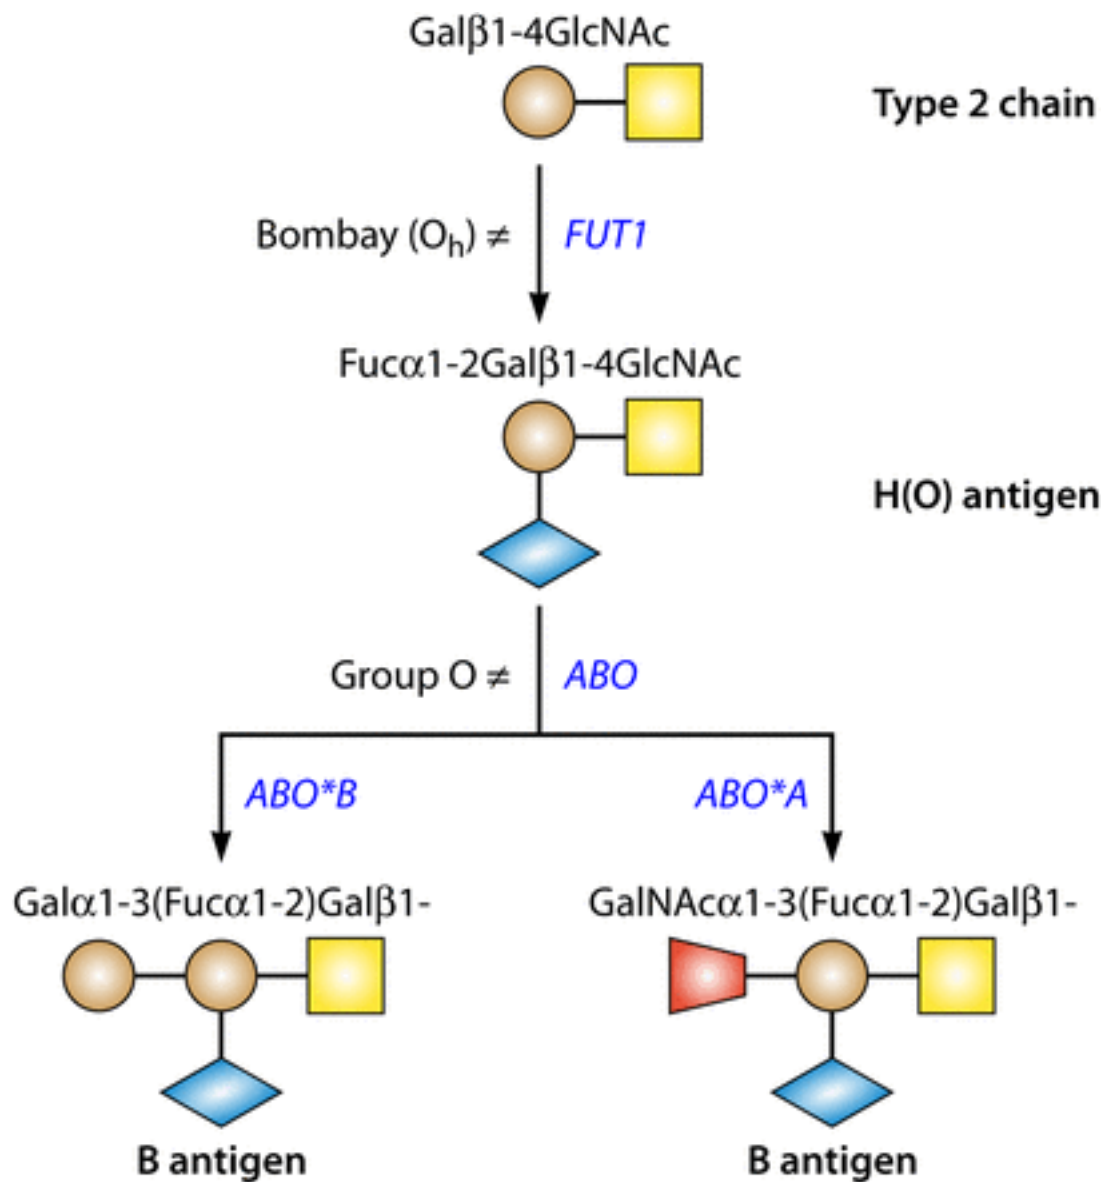 Galβ1-4GlcNAc
Type 2 chain
Bombay (Oh) ≠ FUT1
Fucα1-2Galβ1-4GlcNAc
H(O) antigen
Group O ≠ ABO
ABO*B ABO*A
Galα1-3(Fucα1-2)Galβ1- GalNAcα1-3(Fucα1-2)Galβ1-
B antigen B antigen